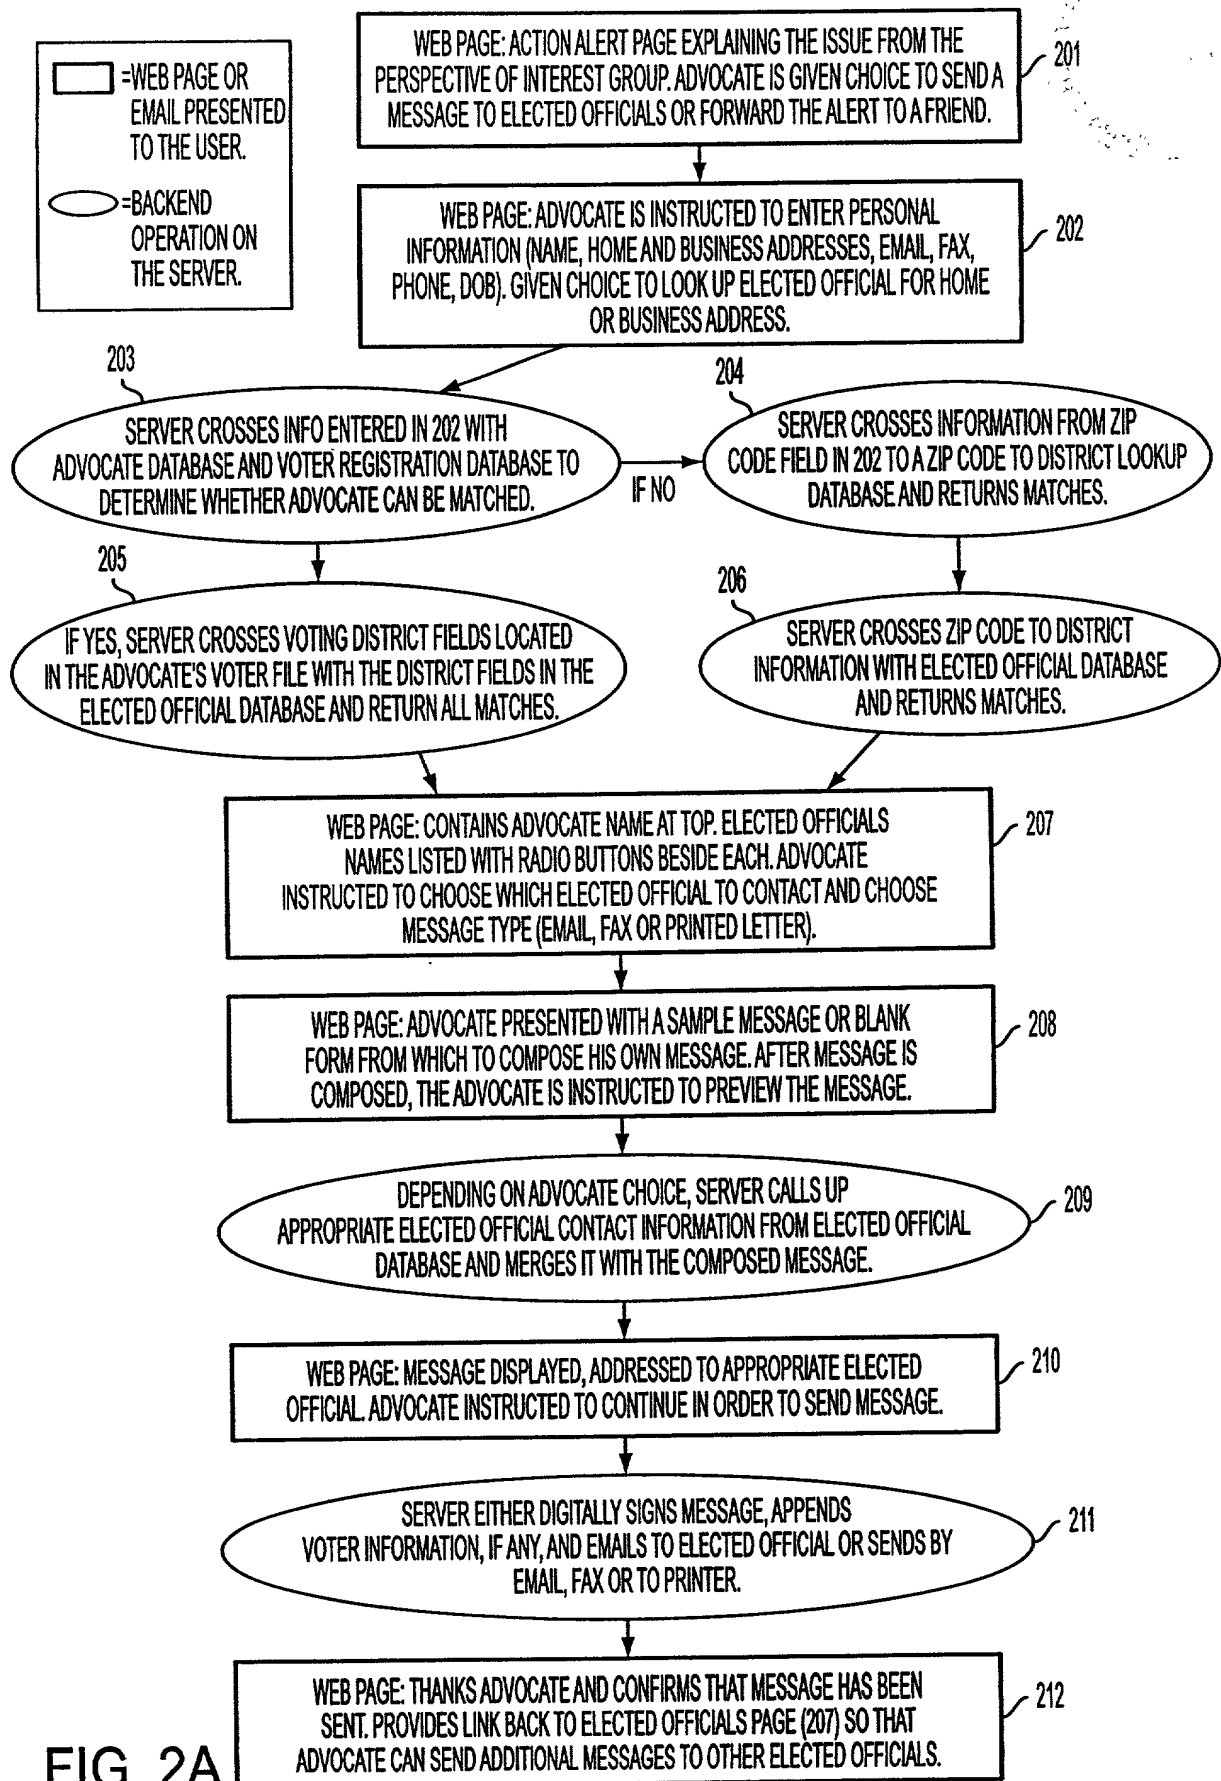 =WEB PAGE OR
EMAIL PRESENTED
TO THE USER.
=BACKEND
OPERATION ON
THE SERVER.
WEB PAGE: ACTION ALERT PAGE EXPLAINING THE ISSUE FROM THE
PERSPECTIVE OF INTEREST GROUP. ADVOCATE IS GIVEN CHOICE TO SEND A
MESSAGE TO ELECTED OFFICIALS OR FORWARD THE ALERT TO A FRIEND.
201
WEB PAGE: ADVOCATE IS INSTRUCTED TO ENTER PERSONAL
INFORMATION (NAME, HOME AND BUSINESS ADDRESSES, EMAIL, FAX,
PHONE, DOB). GIVEN CHOICE TO LOOK UP ELECTED OFFICIAL FOR HOME
OR BUSINESS ADDRESS.
202
203
SERVER CROSSES INFO ENTERED IN 202 WITH
ADVOCATE DATABASE AND VOTER REGISTRATION DATABASE TO
DETERMINE WHETHER ADVOCATE CAN BE MATCHED.
IF NO
204
SERVER CROSSES INFORMATION FROM ZIP
CODE FIELD IN 202 TO A ZIP CODE TO DISTRICT LOOKUP
DATABASE AND RETURNS MATCHES.
205
IF YES, SERVER CROSSES VOTING DISTRICT FIELDS LOCATED
IN THE ADVOCATE'S VOTER FILE WITH THE DISTRICT FIELDS IN THE
ELECTED OFFICIAL DATABASE AND RETURN ALL MATCHES.
206
SERVER CROSSES ZIP CODE TO DISTRICT
INFORMATION WITH ELECTED OFFICIAL DATABASE
AND RETURNS MATCHES.
WEB PAGE: CONTAINS ADVOCATE NAME AT TOP. ELECTED OFFICIALS
NAMES LISTED WITH RADIO BUTTONS BESIDE EACH. ADVOCATE
INSTRUCTED TO CHOOSE WHICH ELECTED OFFICIAL TO CONTACT AND CHOOSE
MESSAGE TYPE (EMAIL, FAX OR PRINTED LETTER).
207
WEB PAGE: ADVOCATE PRESENTED WITH A SAMPLE MESSAGE OR BLANK
FORM FROM WHICH TO COMPOSE HIS OWN MESSAGE. AFTER MESSAGE IS
COMPOSED, THE ADVOCATE IS INSTRUCTED TO PREVIEW THE MESSAGE.
208
DEPENDING ON ADVOCATE CHOICE, SERVER CALLS UP
APPROPRIATE ELECTED OFFICIAL CONTACT INFORMATION FROM ELECTED OFFICIAL
DATABASE AND MERGES IT WITH THE COMPOSED MESSAGE.
209
WEB PAGE: MESSAGE DISPLAYED, ADDRESSED TO APPROPRIATE ELECTED
OFFICIAL. ADVOCATE INSTRUCTED TO CONTINUE IN ORDER TO SEND MESSAGE.
210
SERVER EITHER DIGITALLY SIGNS MESSAGE, APPENDS
VOTER INFORMATION, IF ANY, AND EMAILS TO ELECTED OFFICIAL OR SENDS BY
EMAIL, FAX OR TO PRINTER.
211
WEB PAGE: THANKS ADVOCATE AND CONFIRMS THAT MESSAGE HAS BEEN
SENT. PROVIDES LINK BACK TO ELECTED OFFICIALS PAGE (207) SO THAT
ADVOCATE CAN SEND ADDITIONAL MESSAGES TO OTHER ELECTED OFFICIALS.
212
FIG. 2A